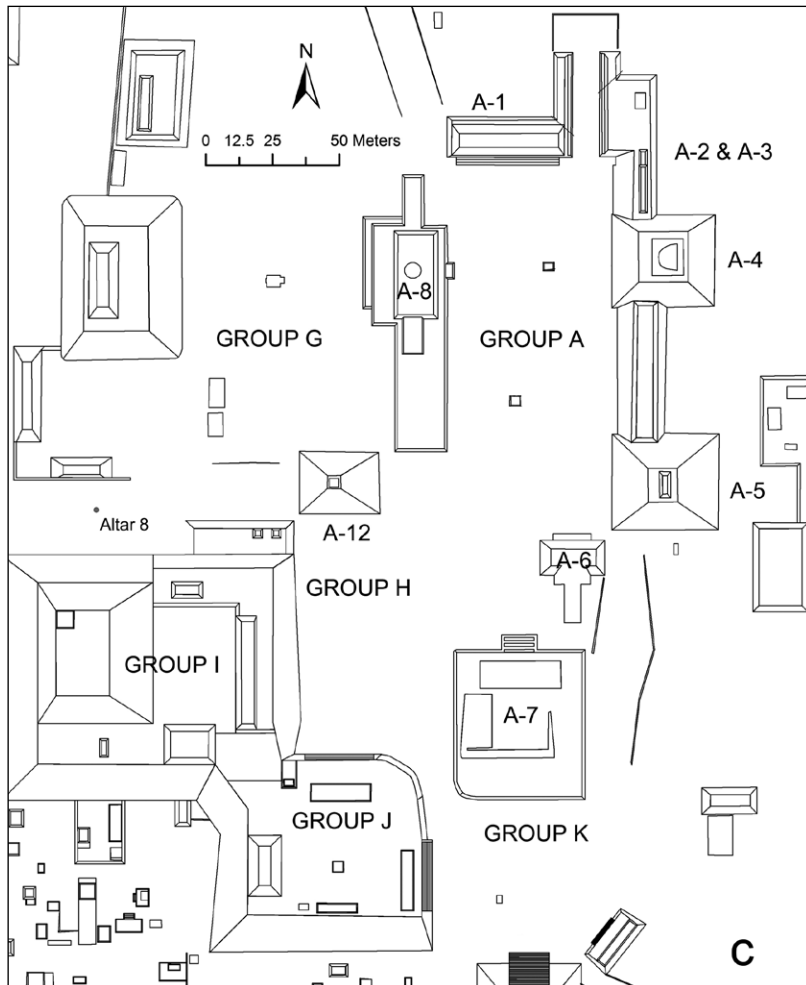 N
A-1
0 12.5 25 50 Meters
A-2 & A-3
A-4
A-8
GROUP G
GROUP A
A-5
Altar 8
A-12
A-6
GROUP H
GROUP I
A-7
GROUP J
GROUP K
C